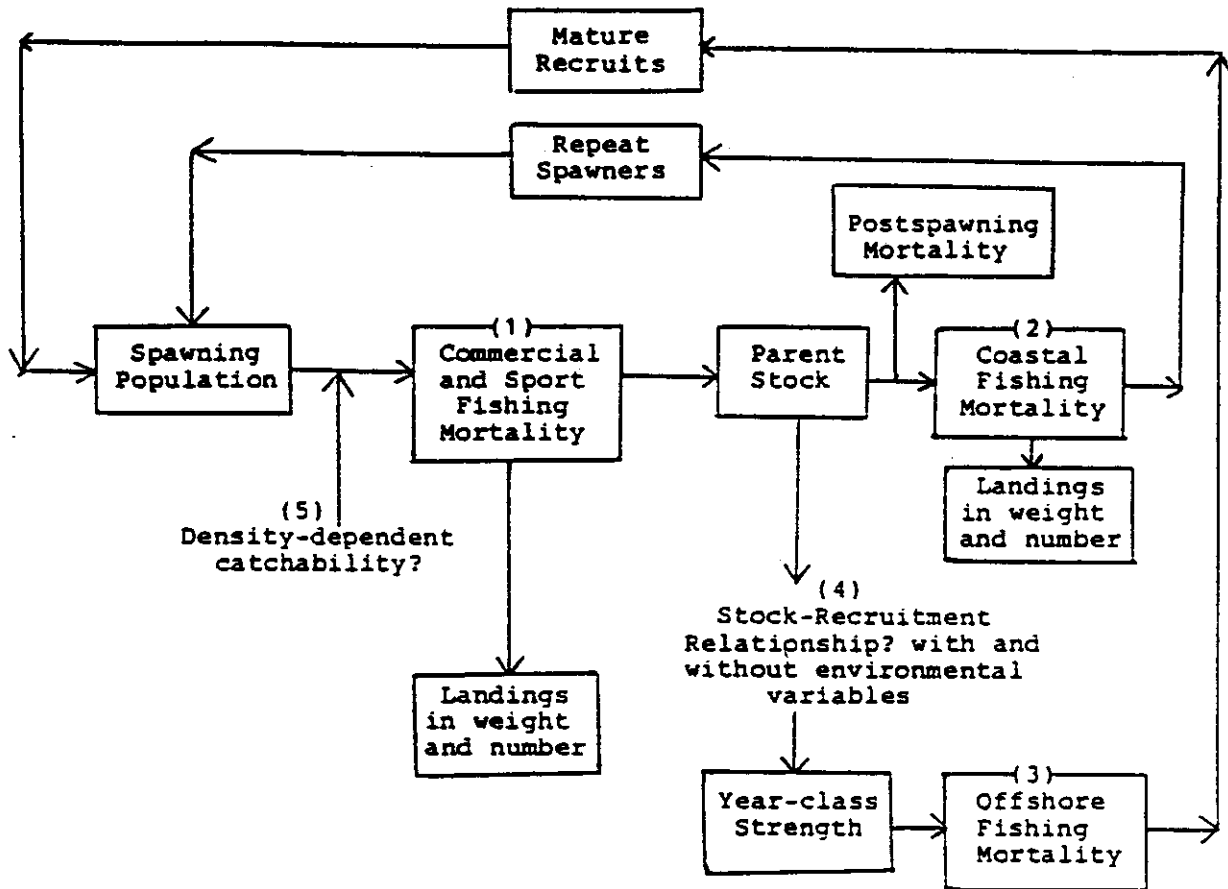 Mature
Recruits
Repeat
Spawners
Postspawning
Mortality
Spawning
Population
(1)
Commercial
and Sport
Fishing
Mortality
Parent
Stock
(2)
Coastal
Fishing
Mortality
Landings
in weight
and number
(5)
Density-dependent
catchability?
(4)
Stock-Recruitment
Relationship? with and
without environmental
variables
Landings
in weight
and number
Year-class
Strength
(3)
Offshore
Fishing
Mortality